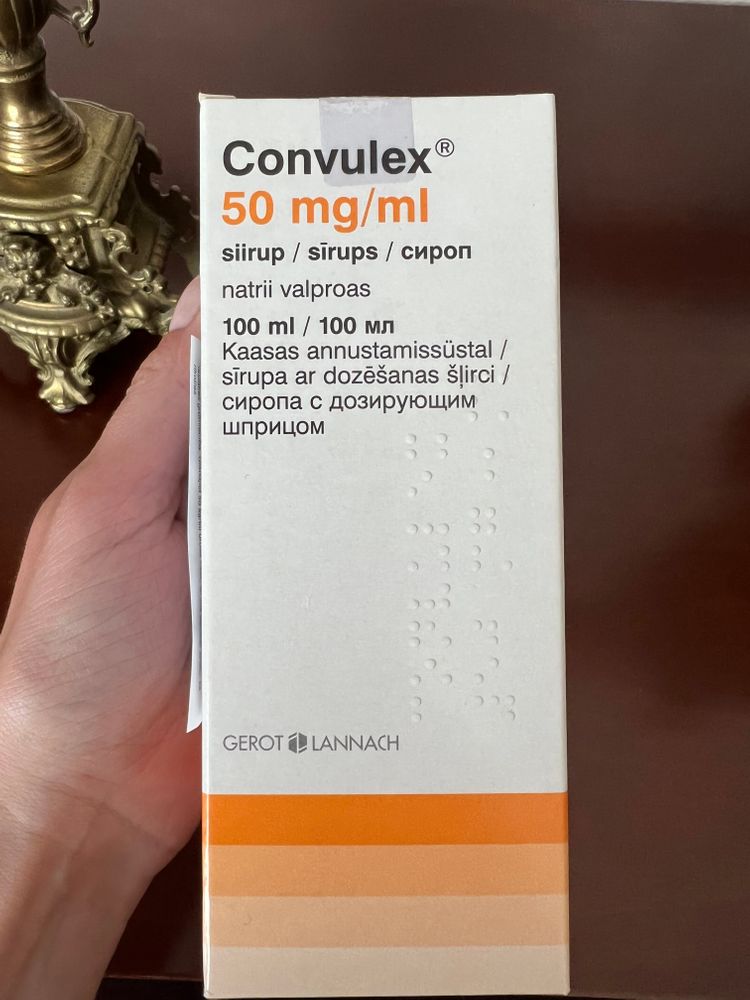 Convulex®
50 mg/ml
siirup / sīrups / сироп
natrii valproas
100 ml / 100 мл
Kaasas annustamissüstal /
sīrupa ar dozēšanas šļirci /
сиропа с дозирующим
шприцом
GEROT LANNACH